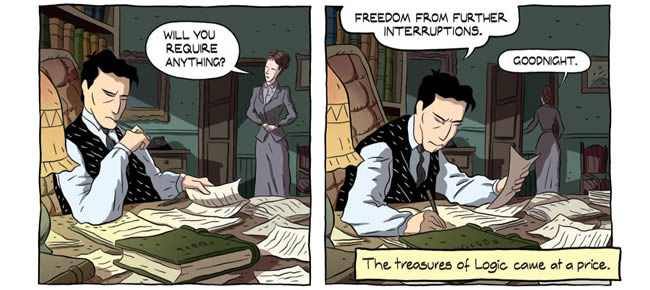 WILL YOU
REQUIRE
ANYTHING?
FREEDOM FROM FURTHER
INTERRUPTIONS.
GOODNIGHT.
The treasures of Logic came at a price.